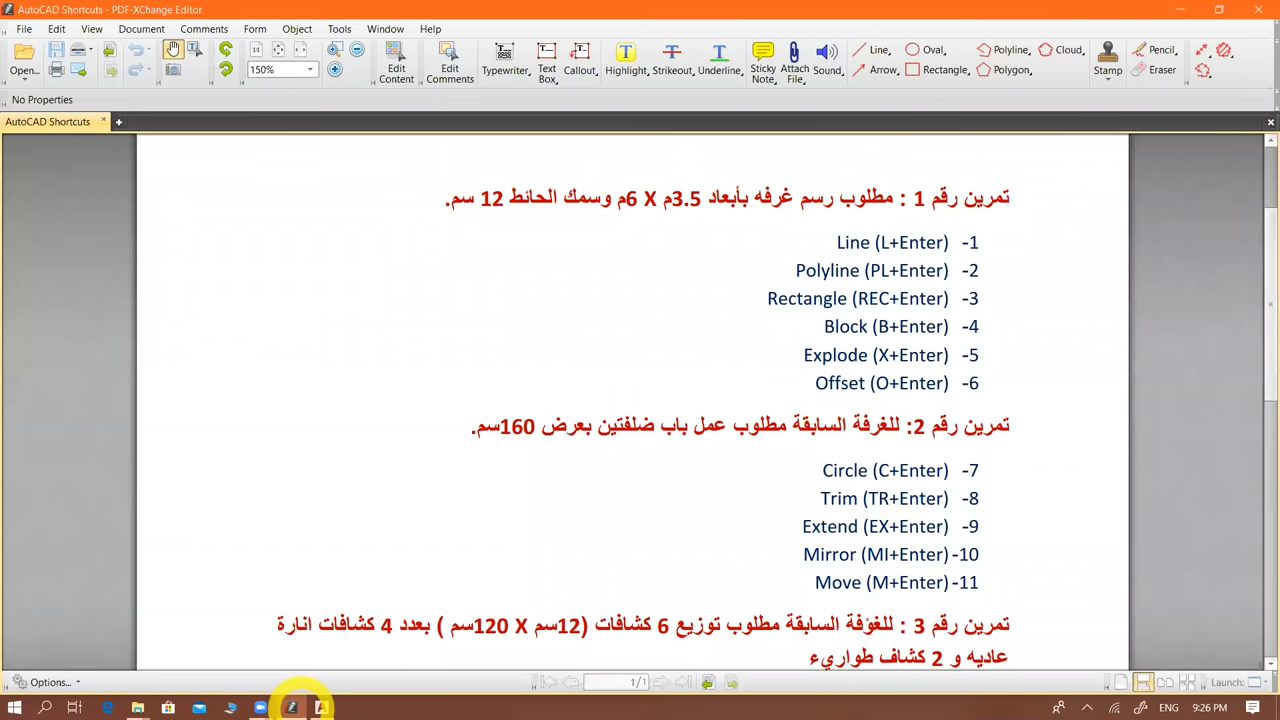 AutoCAD Shortcuts - PDF-XChange Editor
File Edit View Document Comments Form Organize Tools Window Help
Open...
150%
Edit Content
Edit Comments
Typewriter
Text Box
Callout
Highlight
Strikeout
Underline
Sticky Note
Attach File
Sound
Line
Arrow
Oval
Rectangle
Polyline
Polygon
Cloud
Stamp
Pencil
Eraser
No Properties
AutoCAD Shortcuts
تمرين رقم 1 : مطلوب رسم غرفه بأبعاد 3.5م X 6م وسمك الحائط 12 سم.
1- Line (L+Enter)
2- Polyline (PL+Enter)
3- Rectangle (REC+Enter)
4- Block (B+Enter)
5- Explode (X+Enter)
6- Offset (O+Enter)
تمرين رقم 2: للغرفة السابقة مطلوب عمل باب ضلفتين بعرض 160سم.
7- Circle (C+Enter)
8- Trim (TR+Enter)
9- Extend (EX+Enter)
10- Mirror (MI+Enter)
11- Move (M+Enter)
تمرين رقم 3 : للغؤفة السابقة مطلوب توزيع 6 كشافات (12سم X 120سم ) بعدد 4 كشافات انارة
عاديه و 2 كشاف طواريء
Options...
1/1
Launch:
ENG 9:26 PM